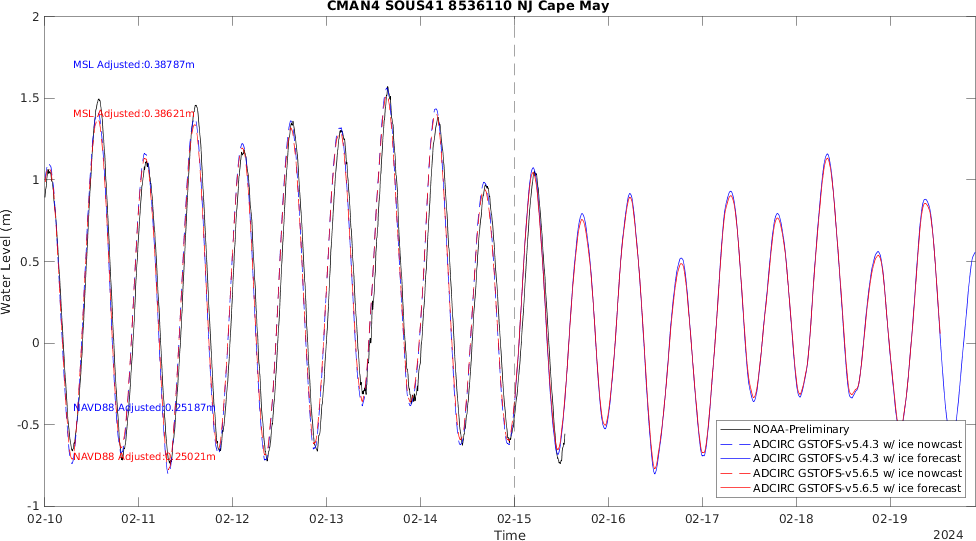 CMAN4 SOUS41 8536110 NJ Cape May
2
1.5
1
0.5
0
-0.5
-1
Water Level (m)
MSL Adjusted:0.38787m
MSL Adjusted:0.38621m
NAVD88 Adjusted:0.25187m
NAVD88 Adjusted:0.25021m
NOAA-Preliminary
ADCIRC GSTOFS-v5.4.3 w/ ice nowcast
ADCIRC GSTOFS-v5.4.3 w/ ice forecast
ADCIRC GSTOFS-v5.6.5 w/ ice nowcast
ADCIRC GSTOFS-v5.6.5 w/ ice forecast
02-10 02-11 02-12 02-13 02-14 02-15 02-16 02-17 02-18 02-19
Time
2024